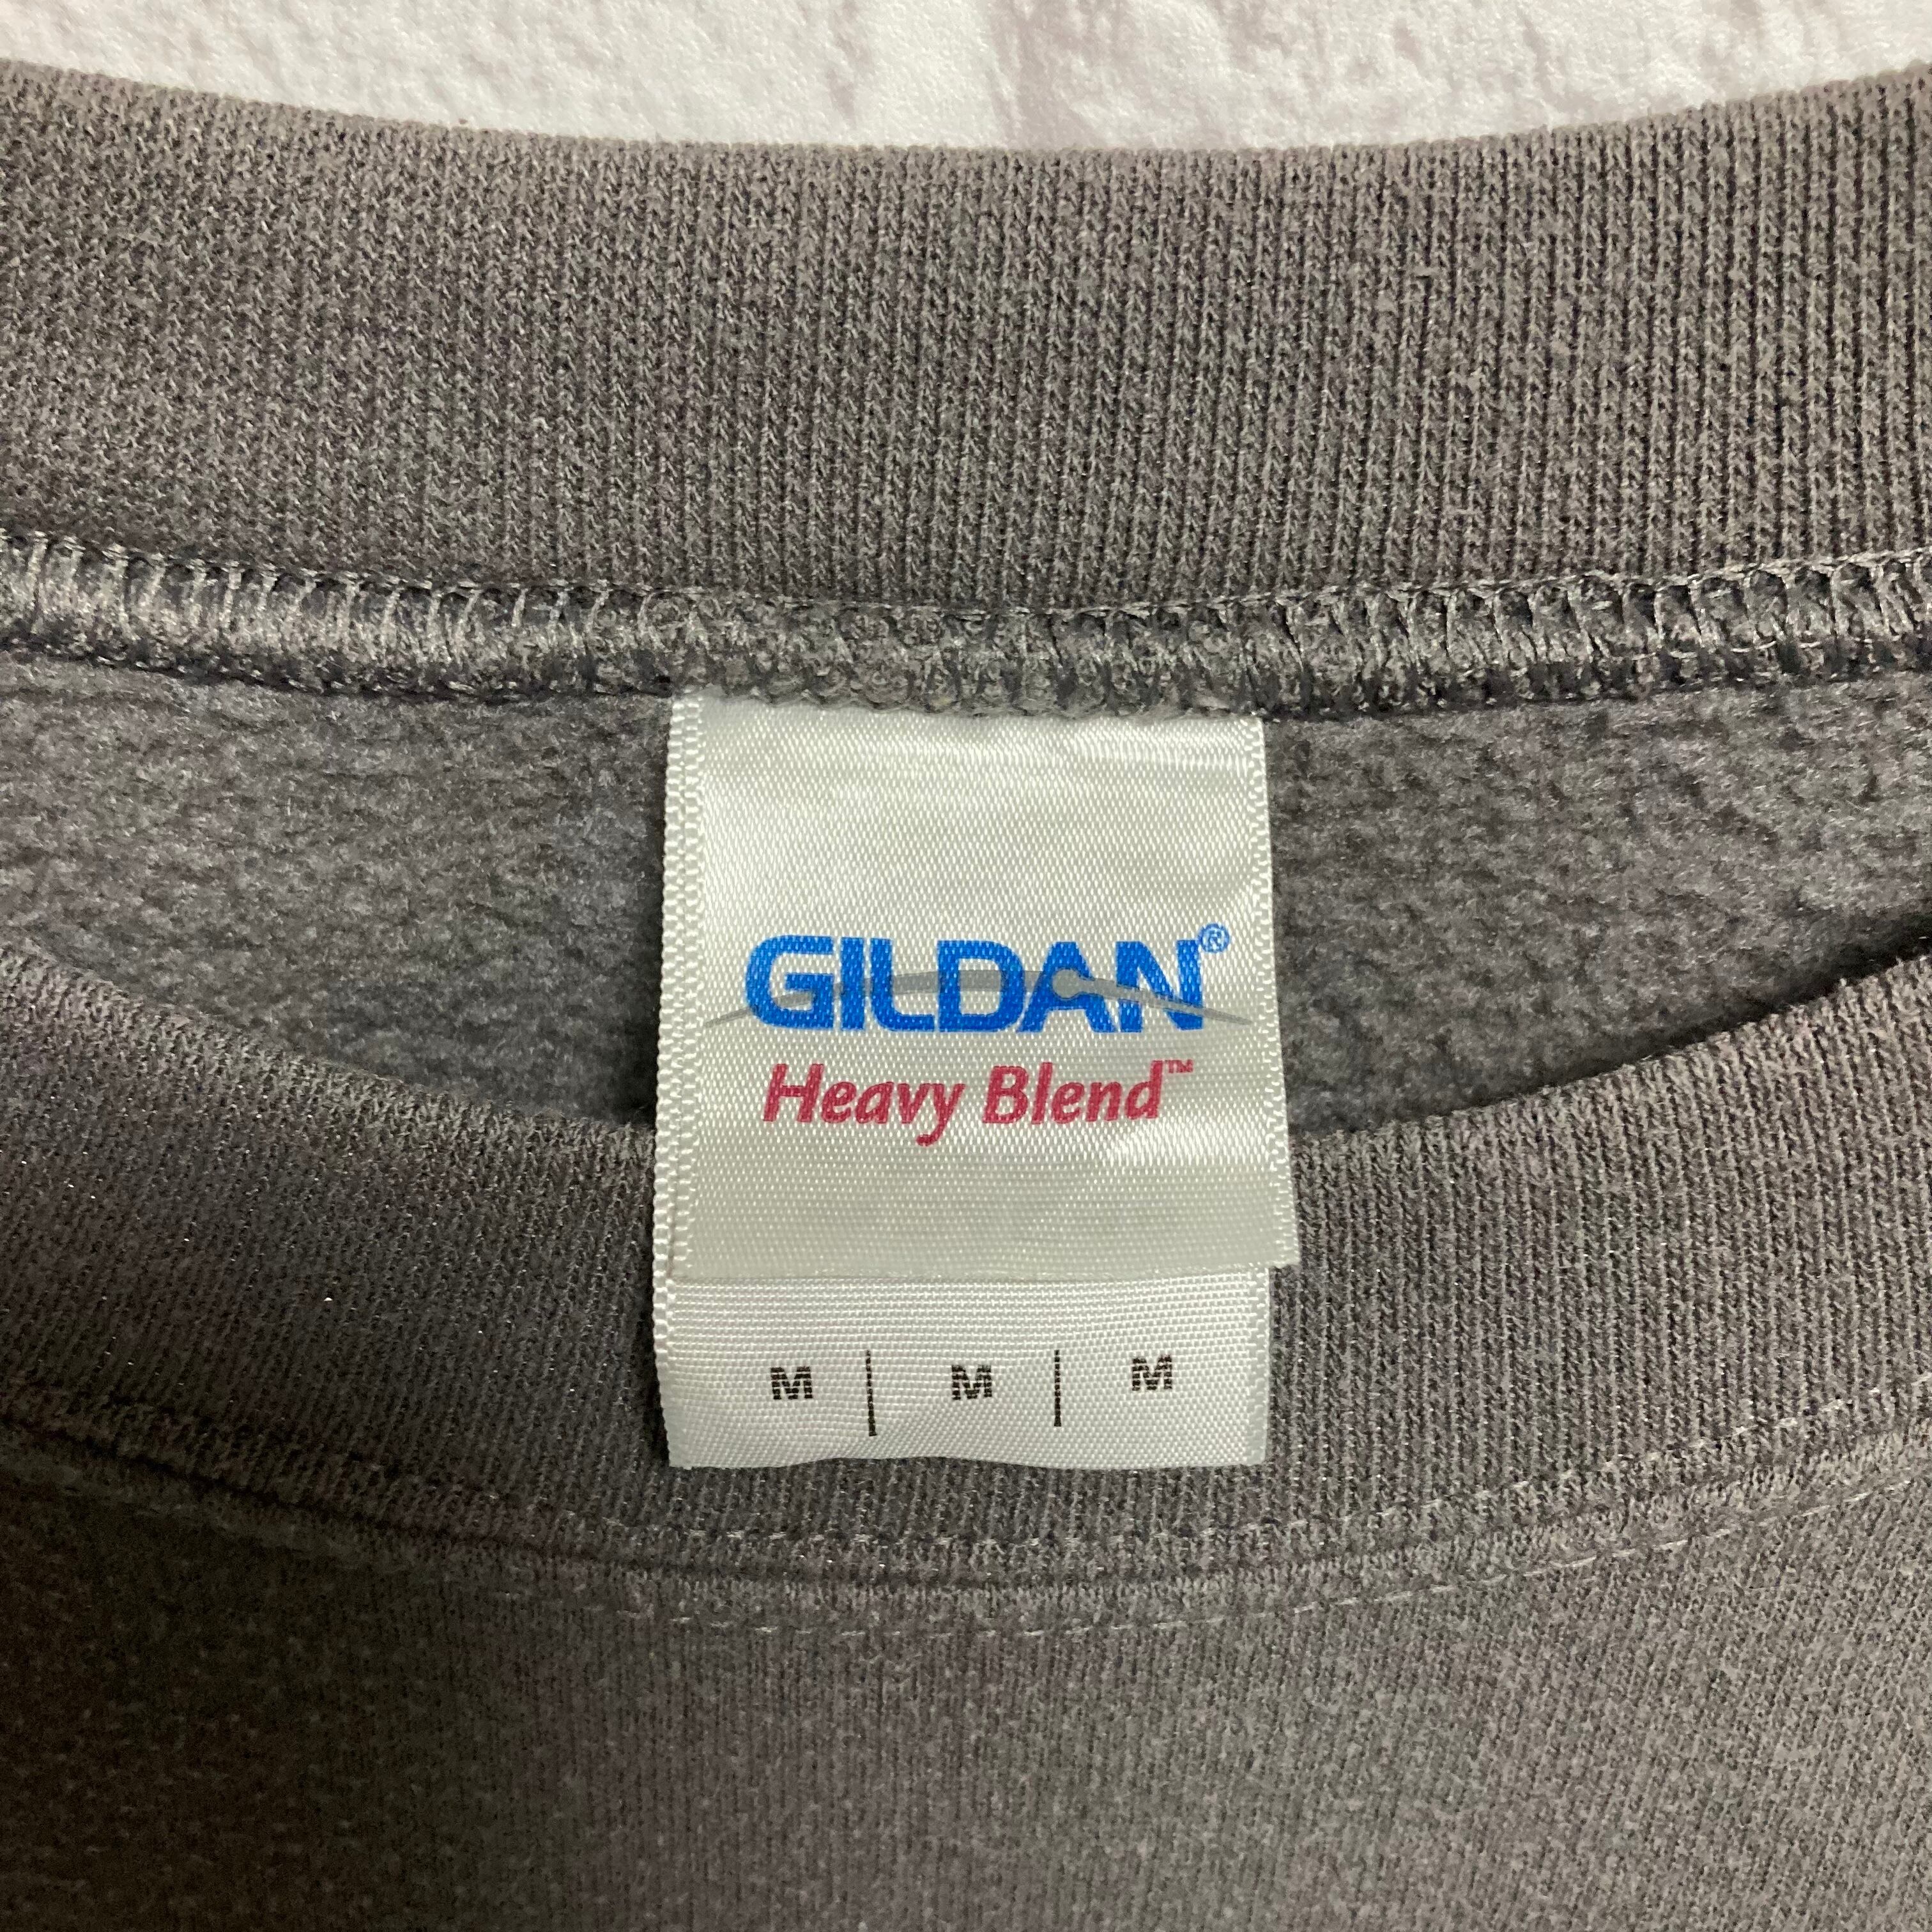 GILDAN®
Heavy Blend™
M | M | M